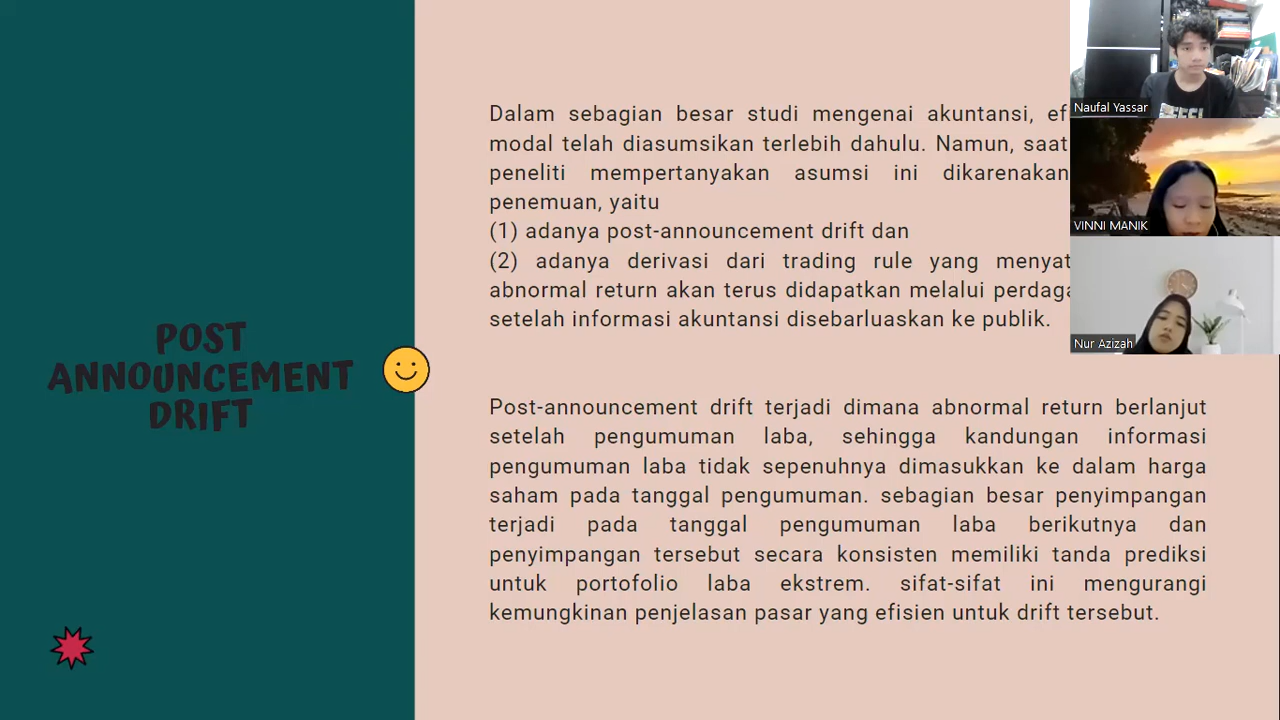 POST
ANNOUNCEMENT
DRIFT
Dalam sebagian besar studi mengenai akuntansi,
modal telah diasumsikan terlebih dahulu. Namun, saat
peneliti mempertanyakan asumsi ini dikarenakan
penemuan, yaitu
(1) adanya post-announcement drift dan
(2) adanya derivasi dari trading rule yang
abnormal return akan terus didapatkan melalui
setelah informasi akuntansi disebarluaskan ke publik.
Post-announcement drift terjadi dimana abnormal return berlanjut
setelah pengumuman laba, sehingga kandungan informasi
pengumuman laba tidak sepenuhnya dimasukkan ke dalam harga
saham pada tanggal pengumuman. sebagian besar penyimpangan
terjadi pada tanggal pengumuman laba berikutnya dan
penyimpangan tersebut secara konsisten memiliki tanda prediksi
untuk portofolio laba ekstrem. sifat-sifat ini mengurangi
kemungkinan penjelasan pasar yang efisien untuk drift tersebut.
Naufal Yassar
VINNI MANIK
Nur Azizah